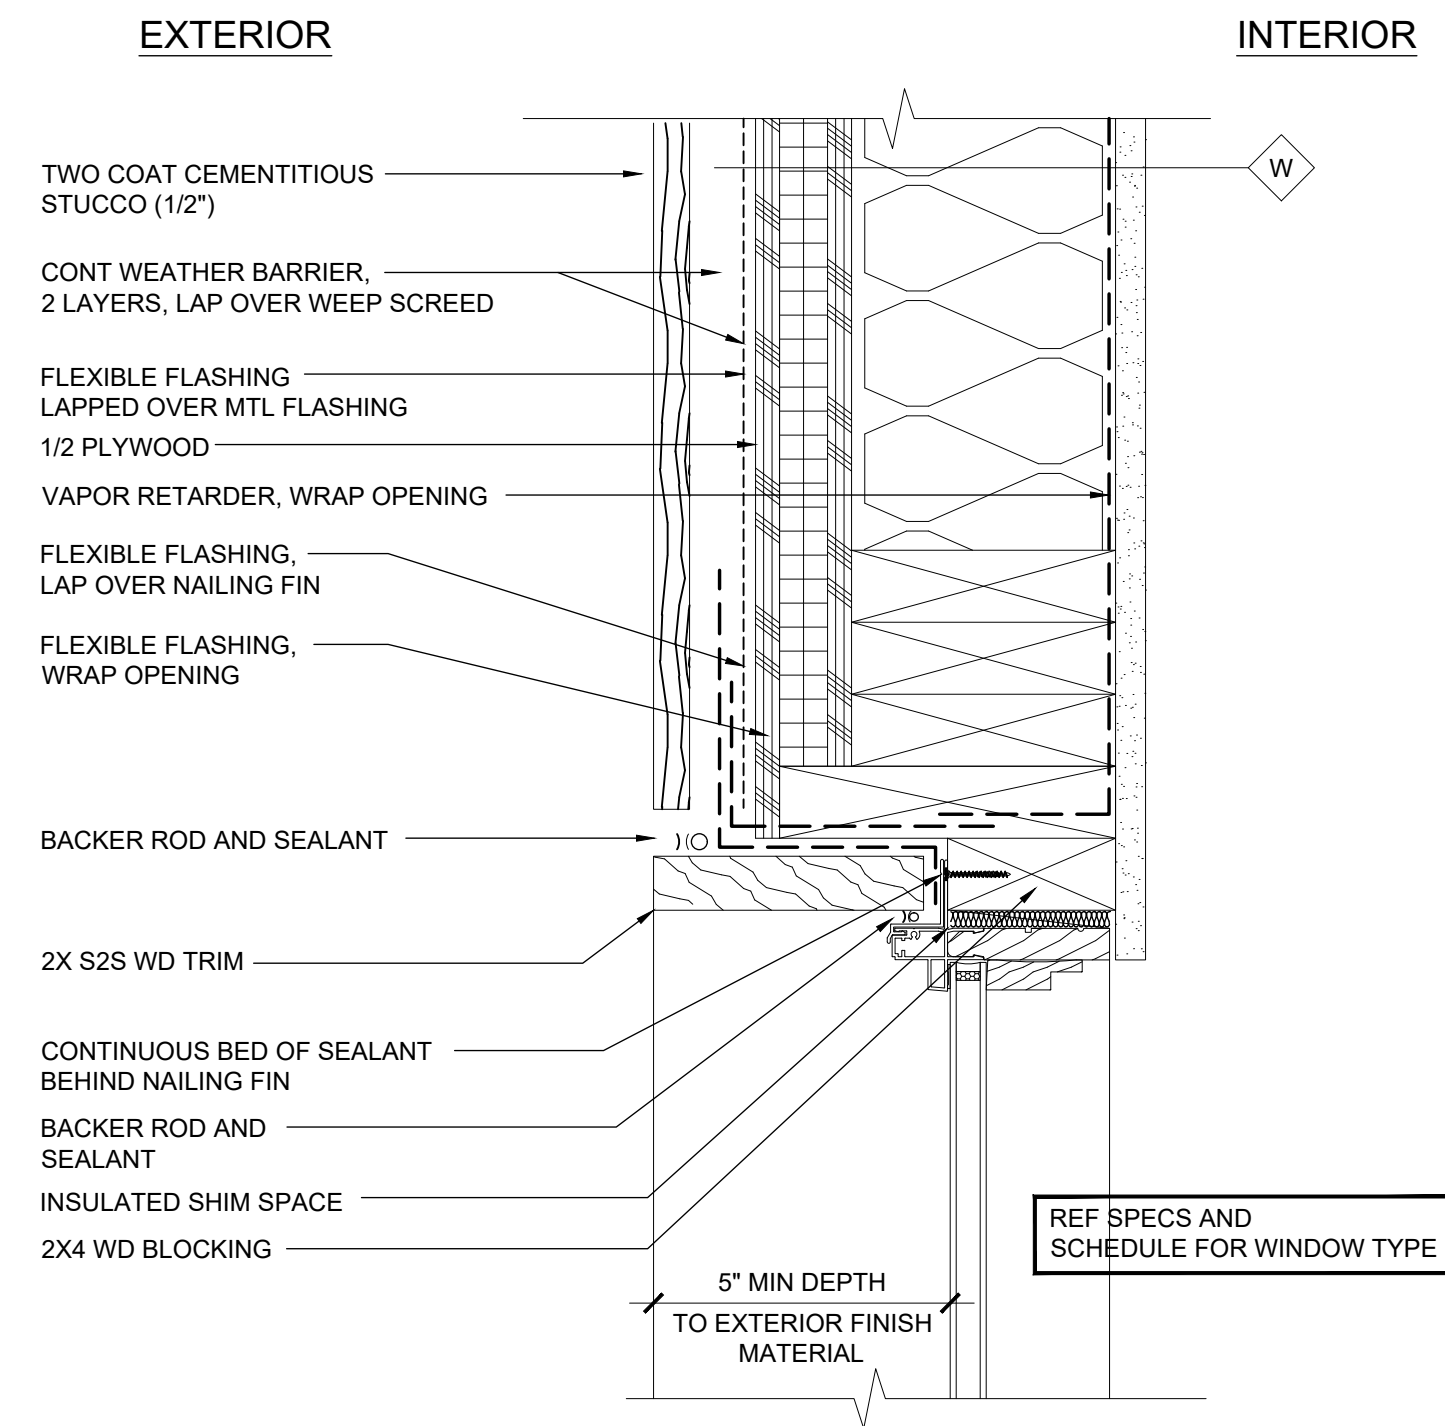 EXTERIOR
INTERIOR
TWO COAT CEMENTITIOUS
STUCCO (1/2")
W
CONT WEATHER BARRIER,
2 LAYERS, LAP OVER WEEP SCREED
FLEXIBLE FLASHING
LAPPED OVER MTL FLASHING
1/2 PLYWOOD
VAPOR RETARDER, WRAP OPENING
FLEXIBLE FLASHING,
LAP OVER NAILING FIN
FLEXIBLE FLASHING,
WRAP OPENING
BACKER ROD AND SEALANT
2X S2S WD TRIM
CONTINUOUS BED OF SEALANT
BEHIND NAILING FIN
BACKER ROD AND
SEALANT
INSULATED SHIM SPACE
2X4 WD BLOCKING
REF SPECS AND
SCHEDULE FOR WINDOW TYPE
5" MIN DEPTH
TO EXTERIOR FINISH
MATERIAL